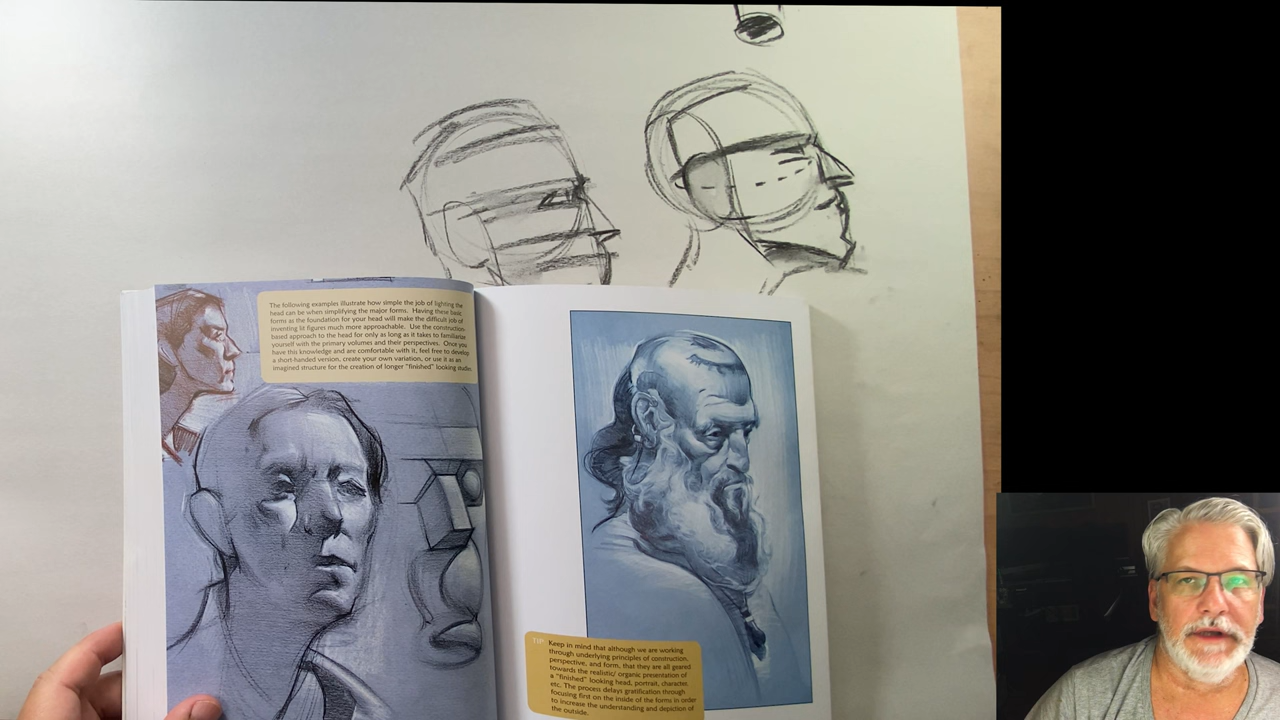 The following examples illustrate how simple the job of lighting the
head can be when simplifying the major forms. Having these basic
forms as the foundation for your head will make the difficult job of
inventing lit figures much more approachable. Use the construction-
based approach to the head for only as long as it takes to familiarize
yourself with the primary volumes and their perspectives. Once you
have this knowledge and are comfortable with it, feel free to develop
a short-handed version, create your own variation, or use it as an
imagined structure for the creation of longer "finished" looking studies.
TIP: Keep in mind that although we are working
through underlying principles of construction,
perspective, and form, that they are all geared
towards the realistic/ organic presentation of
a "finished" looking head, portrait, character,
etc. The process delays gratification through
focusing first on the inside of the forms in order
to increase the understanding and depiction of
the outside.